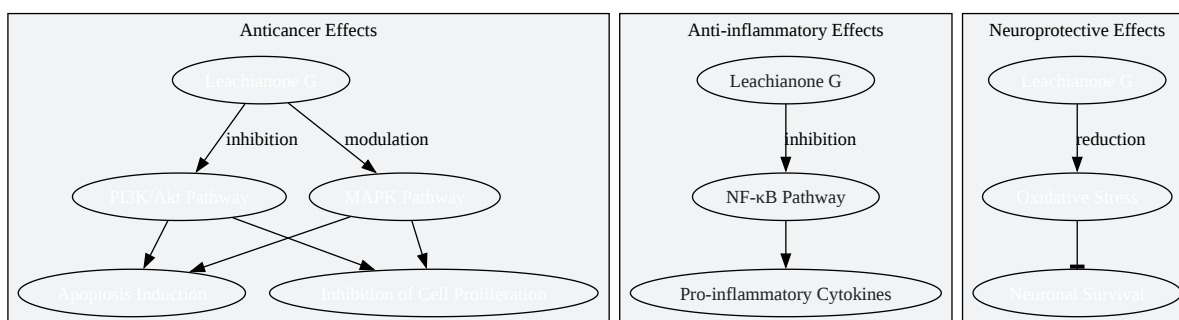 Anticancer Effects
Leachianone G
inhibition
modulation
PI3K/Akt Pathway
MAPK Pathway
Apoptosis Induction
Inhibition of Cell Proliferation
Anti-inflammatory Effects
Leachianone G
inhibition
NF-κB Pathway
Pro-inflammatory Cytokines
Neuroprotective Effects
Leachianone G
reduction
Oxidative Stress
Neuronal Survival